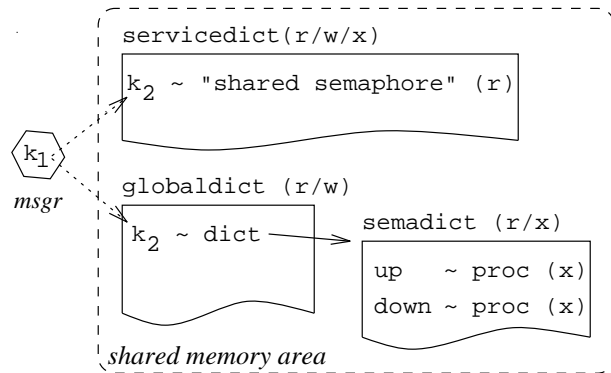 servicedict(r/w/x)
k2 ~ "shared semaphore" (r)
k1
msgr
globaldict (r/w)
k2 ~ dict
semadict (r/x)
up ~ proc (x)
down ~ proc (x)
shared memory area